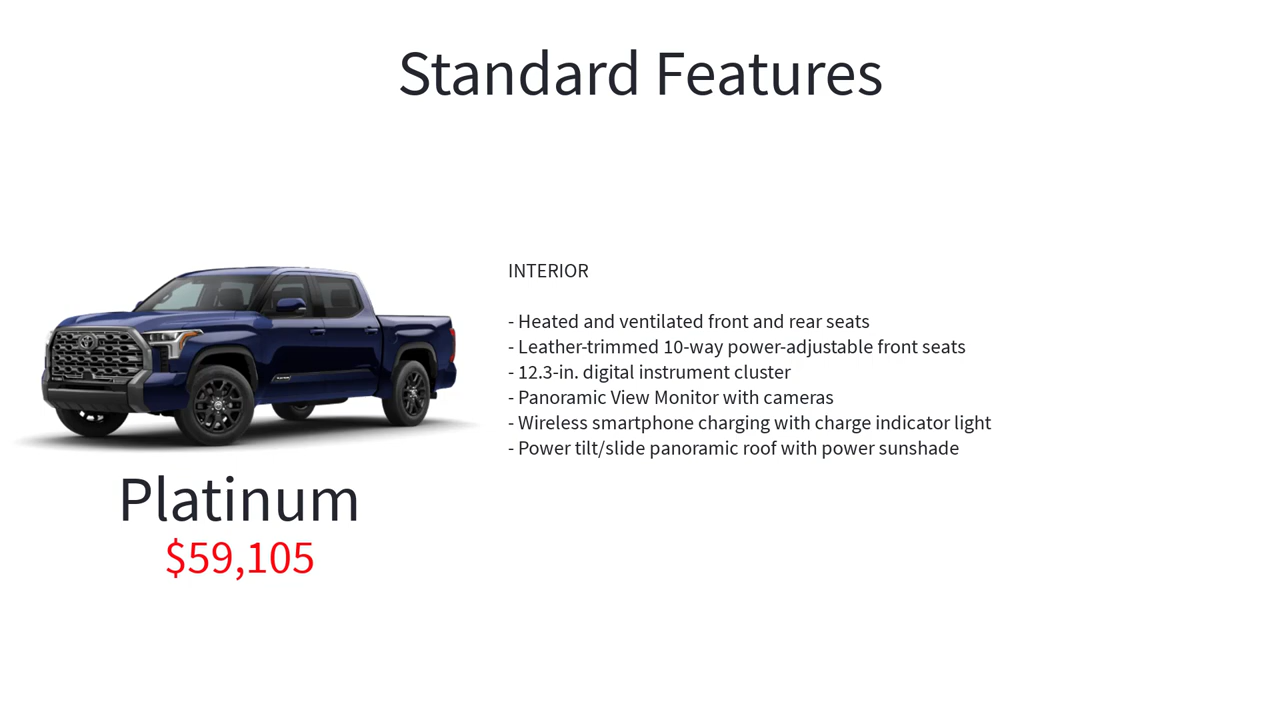 Standard Features
INTERIOR
- Heated and ventilated front and rear seats
- Leather-trimmed 10-way power-adjustable front seats
- 12.3-in. digital instrument cluster
- Panoramic View Monitor with cameras
- Wireless smartphone charging with charge indicator light
- Power tilt/slide panoramic roof with power sunshade
Platinum
$59,105